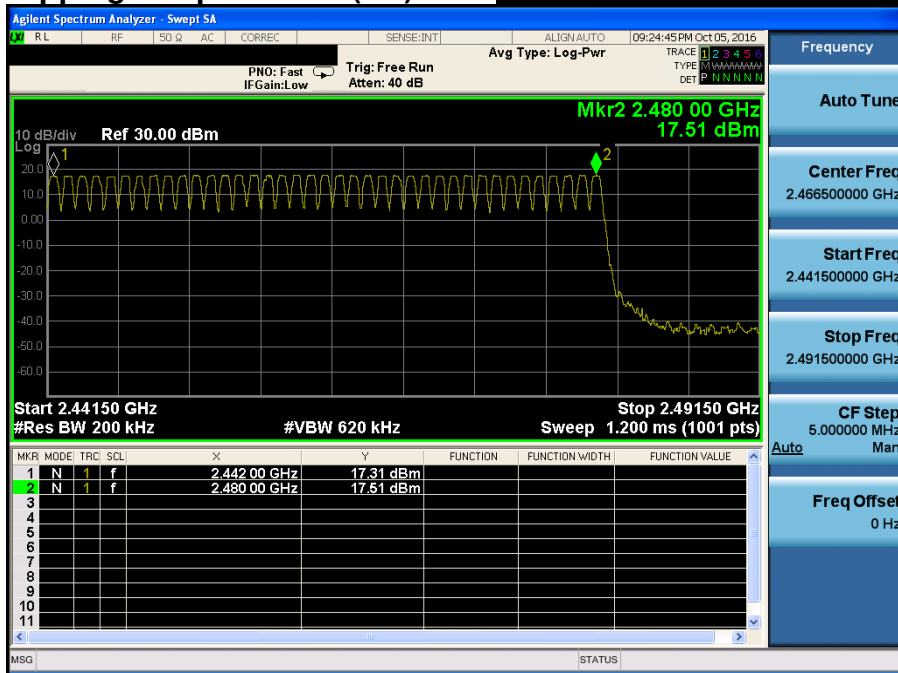 Agilent Spectrum Analyzer - Swept SA
LXI RL RF 50 Ω AC CORREC SENSE:INT ALIGN AUTO 09:24:45 PM Oct 05, 2016
Avg Type: Log-Pwr TRACE 1 2 3 4 5 6
PNO: Fast Trig: Free Run TYPE M WWWWW
IFGain:Low Atten: 40 dB DET P N N N N N
Mkr2 2.480 00 GHz
10 dB/div Ref 30.00 dBm 17.51 dBm
Log
1
2
20.0
10.0
0.00
-10.0
-20.0
-30.0
-40.0
-50.0
-60.0
Start 2.44150 GHz Stop 2.49150 GHz
#Res BW 200 kHz #VBW 620 kHz Sweep 1.200 ms (1001 pts)
MKR MODE TRC SCL X Y FUNCTION FUNCTION WIDTH FUNCTION VALUE
1 N 1 f 2.442 00 GHz 17.31 dBm
2 N 1 f 2.480 00 GHz 17.51 dBm
3
4
5
6
7
8
9
10
11
MSG STATUS
Frequency
Auto Tune
Center Freq
2.466500000 GHz
Start Freq
2.441500000 GHz
Stop Freq
2.491500000 GHz
CF Step
5.000000 MHz
Auto Man
Freq Offset
0 Hz